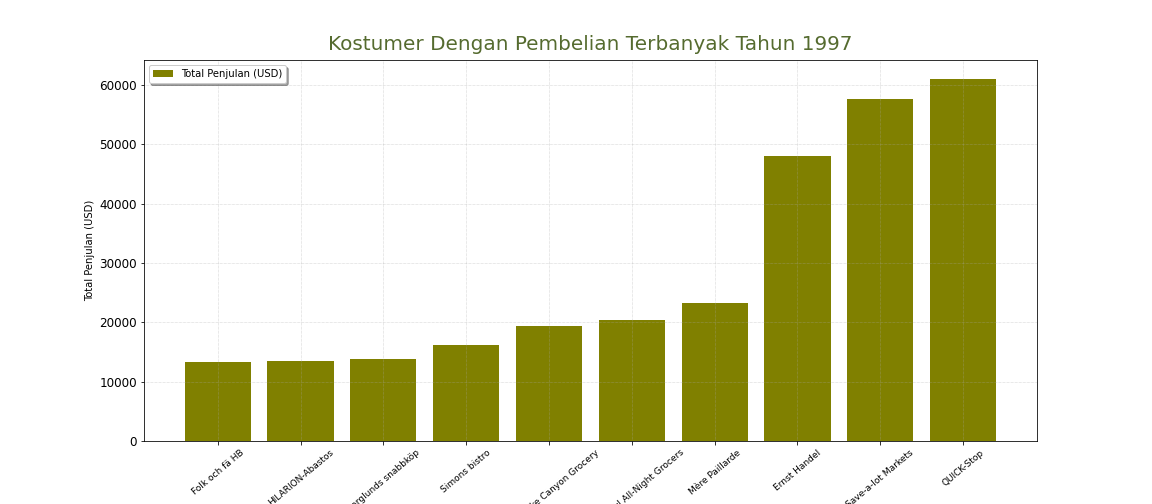 Kostumer Dengan Pembelian Terbanyak Tahun 1997
Total Penjulan (USD)
60000
50000
40000
30000
20000
10000
0
Total Penjulan (USD)
Folk och fä HB
HILARION-Abastos
snabbköp
Simons bistro
Canyon Grocery
All-Night Grocers
Mère Paillarde
Ernst Handel
Save-a-lot Markets
QUICK-Stop